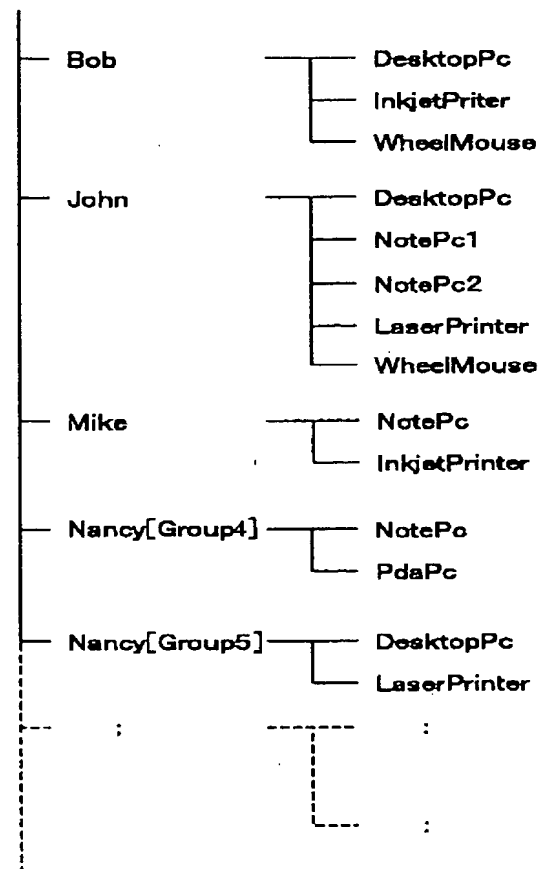 Bob DesktopPc
InkjetPriter
WheelMouse
John DesktopPc
NotePc1
NotePc2
LaserPrinter
WheelMouse
Mike NotePc
InkjetPrinter
Nancy[Group4] NotePc
PdaPc
Nancy[Group5] DesktopPc
LaserPrinter
: :
: